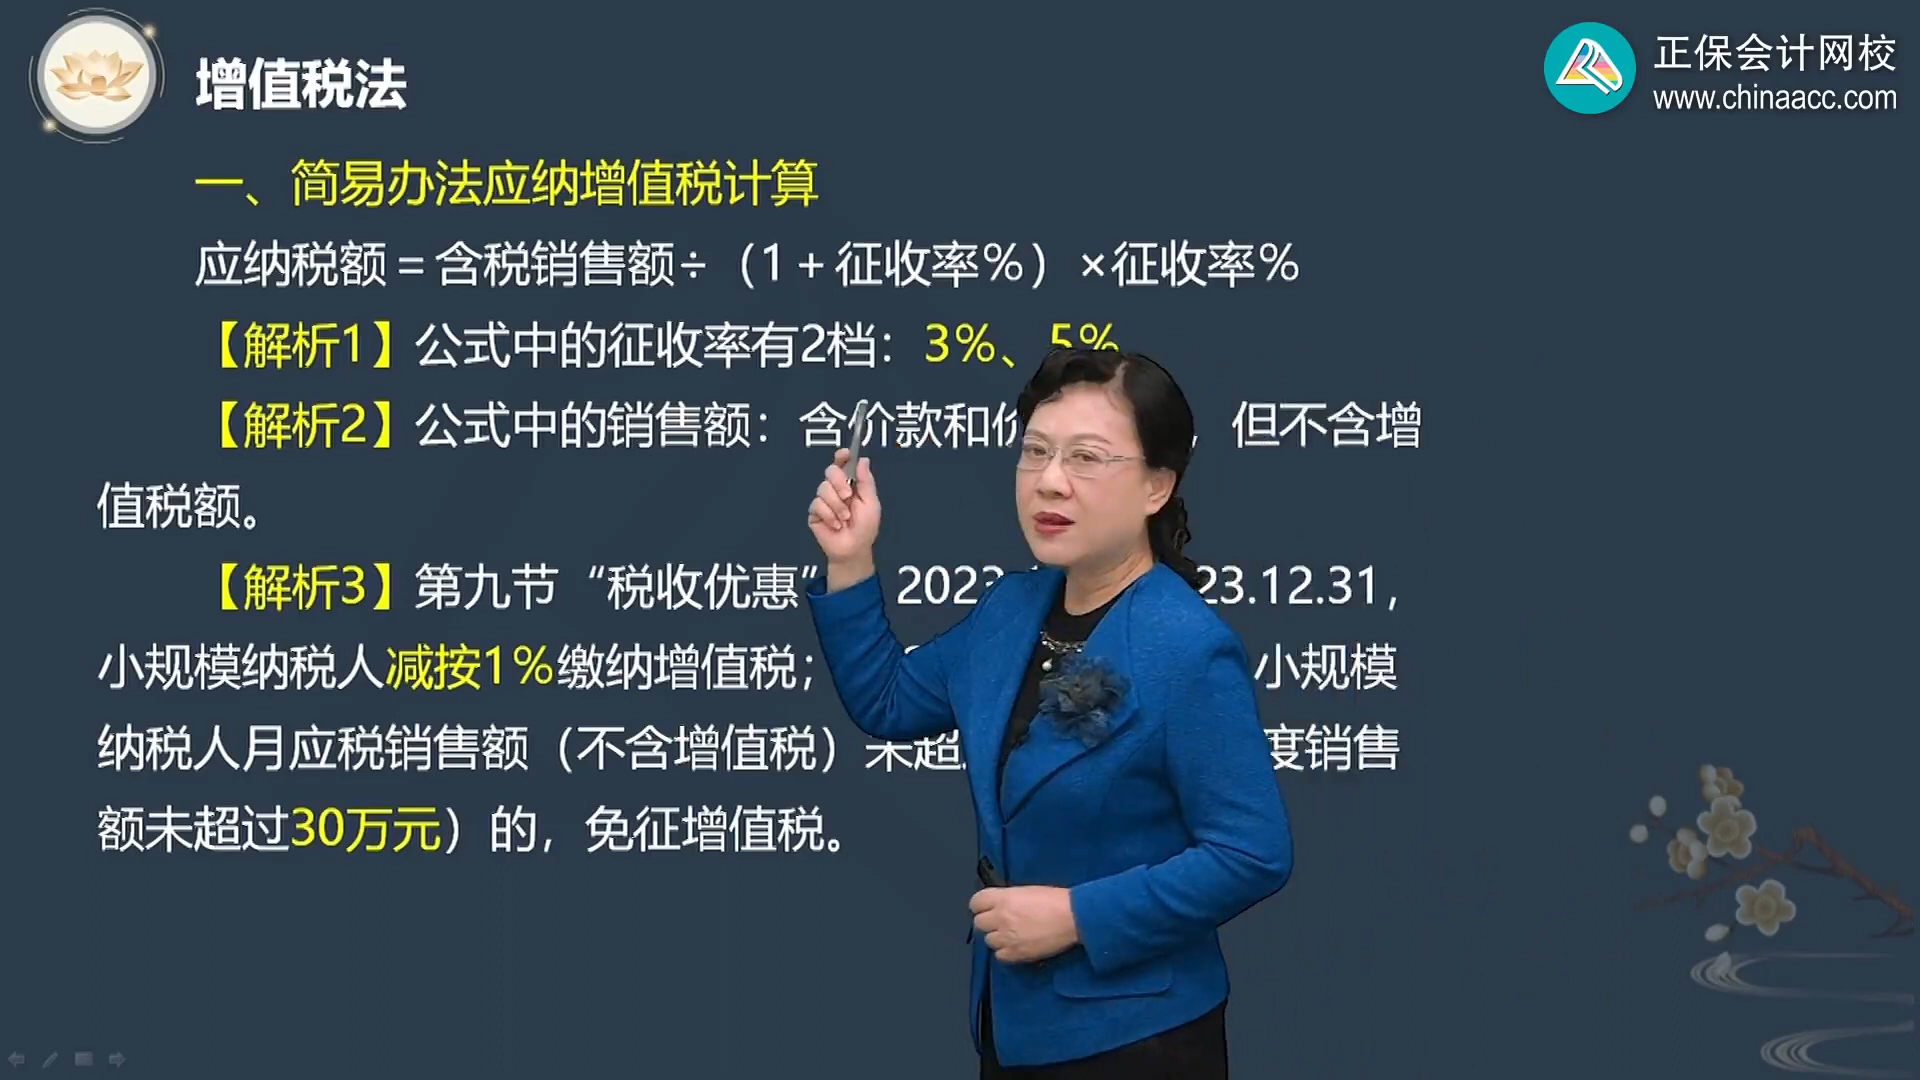 增值税法
正保会计网校
www.chinaacc.com
一、简易办法应纳增值税计算
应纳税额=含税销售额÷（1+征收率%）×征收率%
【解析1】公式中的征收率有2档：3%、5%
【解析2】公式中的销售额：含价款和价 ，但不含增
值税额。
【解析3】第九节“税收优惠” 2023. 23.12.31，
小规模纳税人减按1%缴纳增值税； 小规模
纳税人月应税销售额（不含增值税）未超 度销售
额未超过30万元）的，免征增值税。